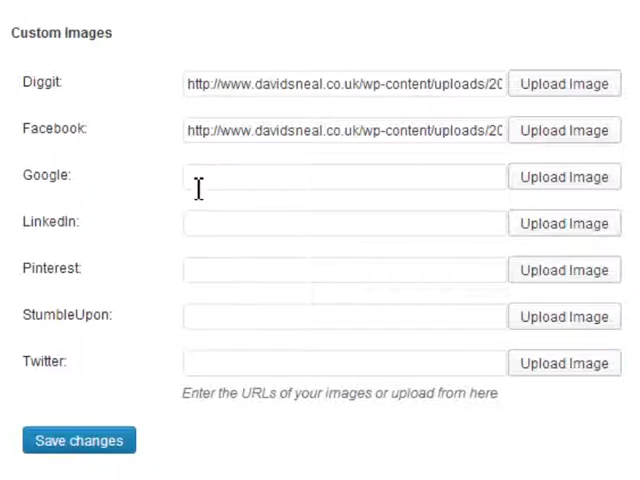 Custom Images
Diggit: http://www.davidsneal.co.uk/wp-content/uploads/20 Upload Image
Facebook: http://www.davidsneal.co.uk/wp-content/uploads/20 Upload Image
Google: Upload Image
LinkedIn: Upload Image
Pinterest: Upload Image
StumbleUpon: Upload Image
Twitter: Upload Image
Enter the URLs of your images or upload from here
Save changes